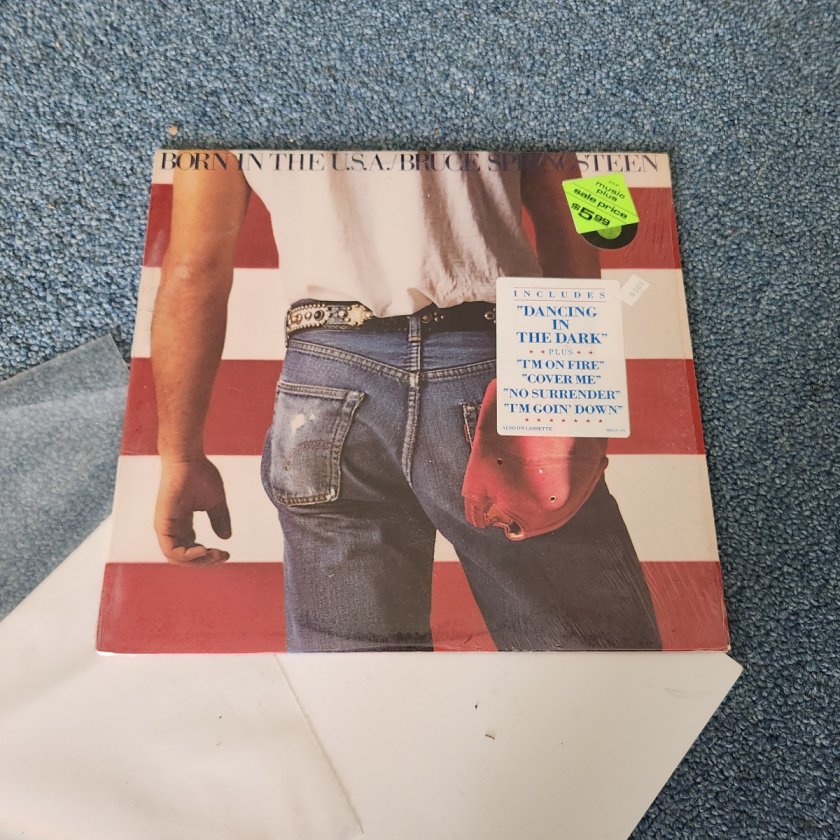 BORN IN THE U.S.A./BRUCE SPRINGSTEEN
music
plus
sale price
$5.99
INCLUDES
"DANCING
IN
THE DARK"
PLUS
"I'M ON FIRE"
"COVER ME"
"NO SURRENDER"
"I'M GOIN' DOWN"
ALSO ON CASSETTE